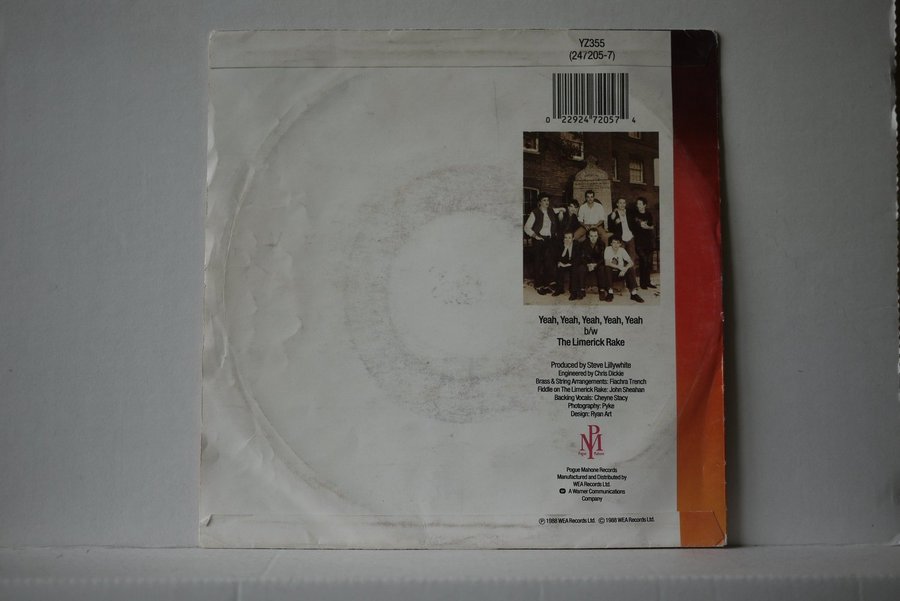 YZ355
(247205-7)
0 22924 72057 4
Yeah, Yeah, Yeah, Yeah, Yeah
b/w
The Limerick Rake
Produced by Steve Lillywhite
Engineered by Chris Dickie
Brass & String Arrangements: Fiachra Trench
Fiddle on The Limerick Rake: John Sheahan
Backing Vocals: Cheyne Stacy
Photography: Pyke
Design: Ryan Art
PM
Pogue Mahone
Pogue Mahone Records
Manufactured and Distributed by
WEA Records Ltd.
A Warner Communications
Company
℗ 1988 WEA Records Ltd. © 1988 WEA Records Ltd.